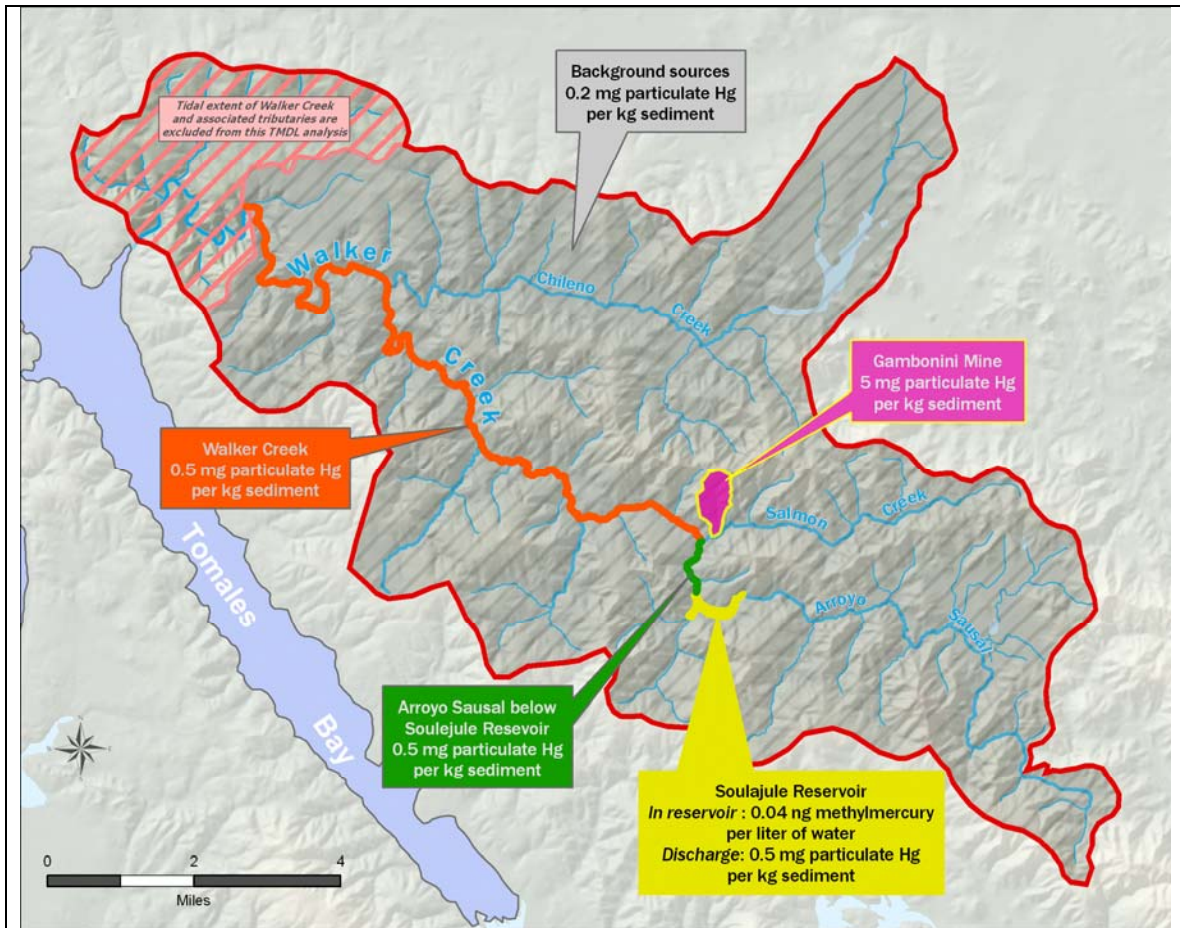 Tidal extent of Walker Creek
and associated tributaries are
excluded from this TMDL analysis
Background sources
0.2 mg particulate Hg
per kg sediment
Walker
Creek
Chileno
Creek
Gambonini Mine
5 mg particulate Hg
per kg sediment
Walker Creek
0.5 mg particulate Hg
per kg sediment
Salmon
Creek
Arroyo
Sausal
Tomales
Bay
Arroyo Sausal below
Soulejule Resevoir
0.5 mg particulate Hg
per kg sediment
Soulajule Reservoir
In reservoir : 0.04 ng methylmercury
per liter of water
Discharge: 0.5 mg particulate Hg
per kg sediment
0 2 4
Miles